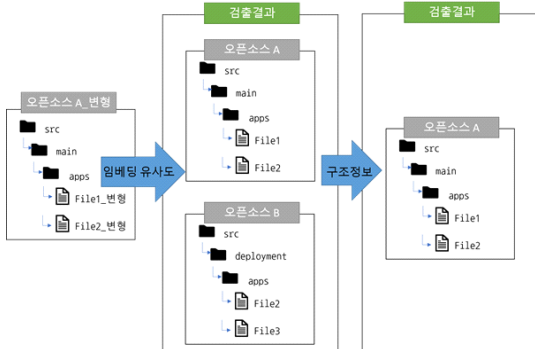 검출결과
검출결과
오픈소스 A_변형
src
main
apps
File1_변형
File2_변형
임베딩 유사도
오픈소스 A
src
main
apps
File1
File2
오픈소스 B
src
deployment
apps
File2
File3
구조정보
오픈소스 A
src
main
apps
File1
File2